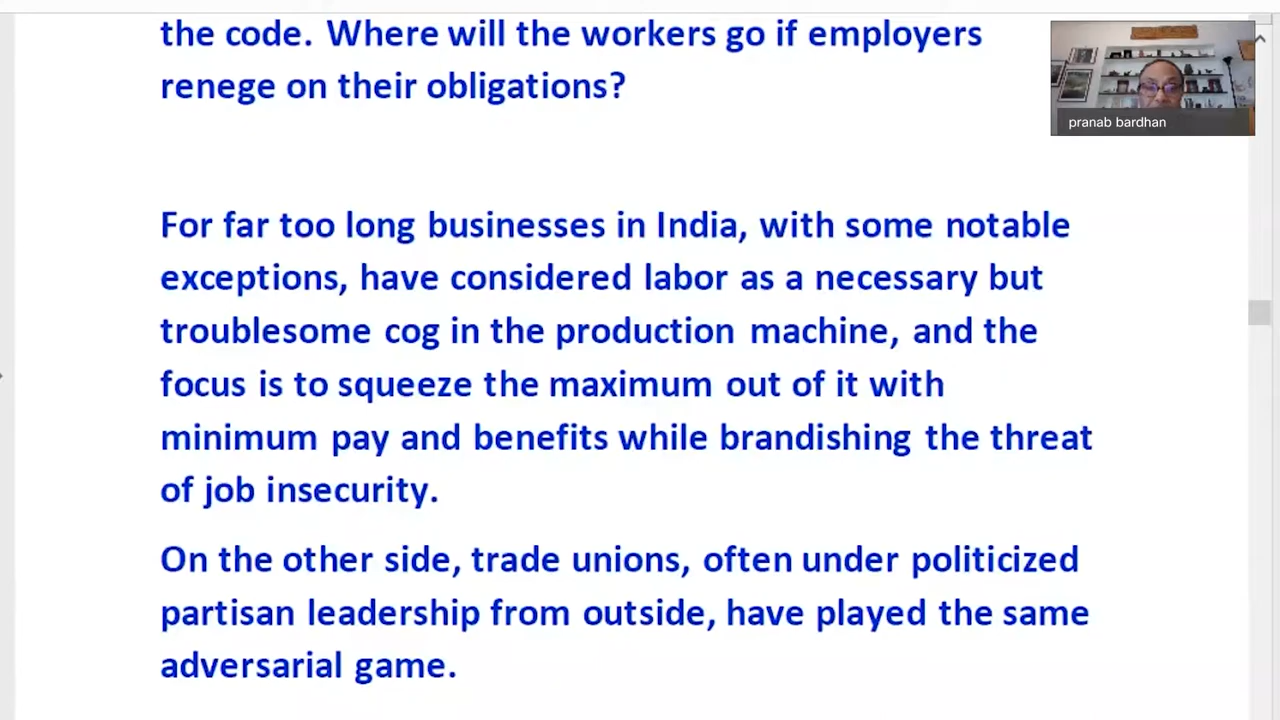 the code. Where will the workers go if employers
renege on their obligations?
pranab bardhan
For far too long businesses in India, with some notable
exceptions, have considered labor as a necessary but
troublesome cog in the production machine, and the
focus is to squeeze the maximum out of it with
minimum pay and benefits while brandishing the threat
of job insecurity.
On the other side, trade unions, often under politicized
partisan leadership from outside, have played the same
adversarial game.